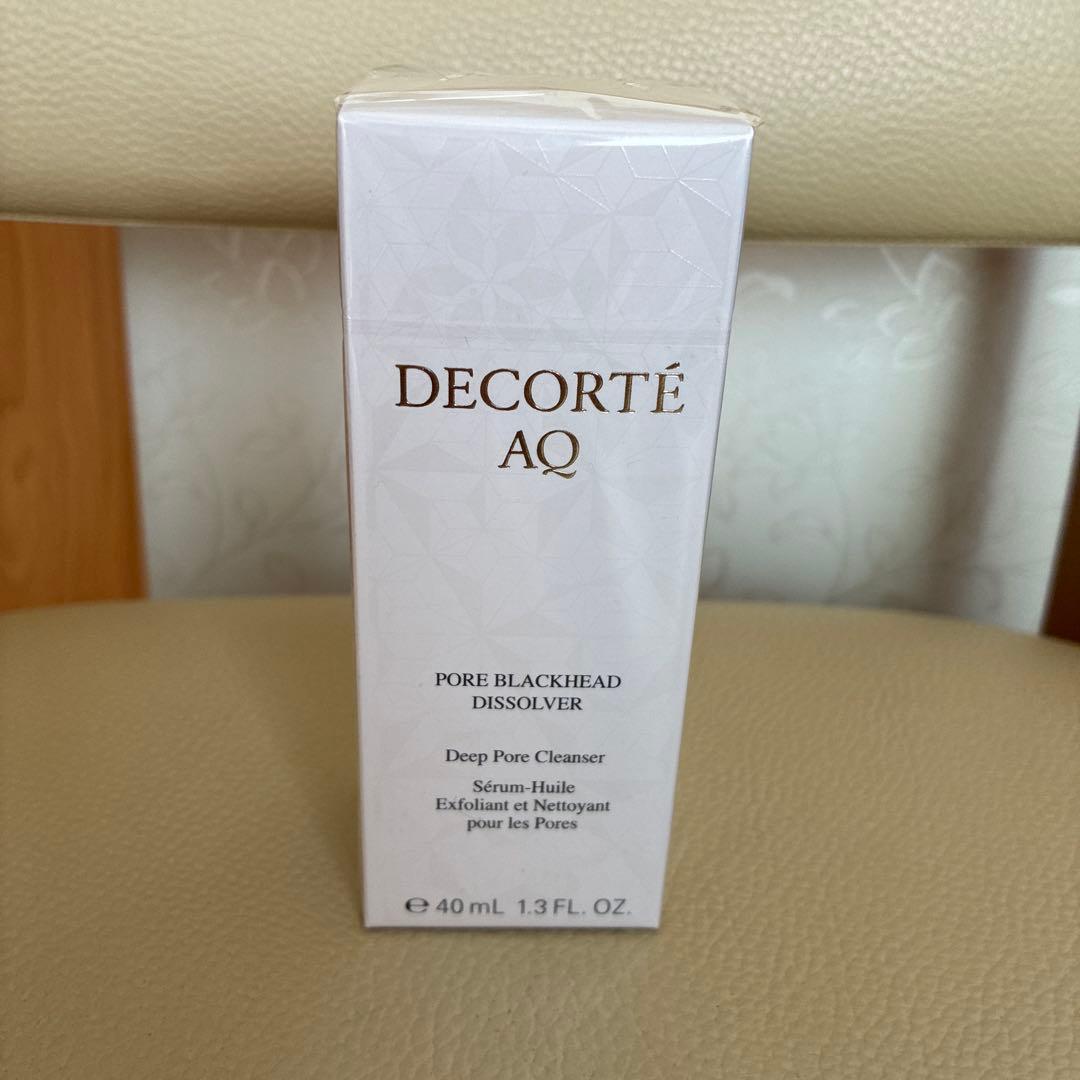 DECORTÉ
AQ
PORE BLACKHEAD
DISSOLVER
Deep Pore Cleanser
Sérum-Huile
Exfoliant et Nettoyant
pour les Pores
℮ 40 mL 1.3 FL. OZ.